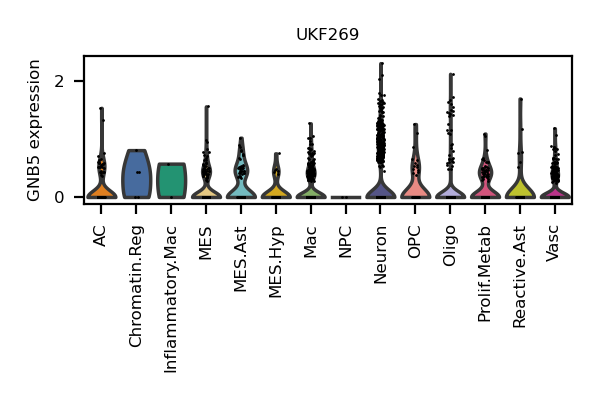 UKF269
GNB5 expression
2
0
AC
Chromatin.Reg
Inflammatory.Mac
MES
MES.Ast
MES.Hyp
Mac
NPC
Neuron
OPC
Oligo
Prolif.Metab
Reactive.Ast
Vasc